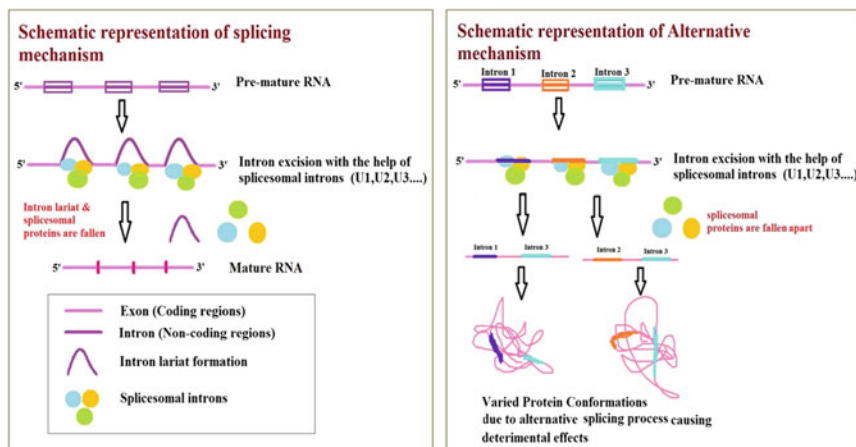 Schematic representation of splicing
mechanism
5'
3'
Pre-mature RNA
5'
3'
Intron excision with the help of
splicesomal introns (U1,U2,U3....)
Intron lariat &
splicesomal
proteins are fallen
5'
3'
Mature RNA
Exon (Coding regions)
Intron (Non-coding regions)
Intron lariat formation
Splicesomal introns
Schematic representation of Alternative
mechanism
Intron 1
Intron 2
Intron 3
5'
3'
Pre-mature RNA
5'
3'
Intron excision with the help of
splicesomal introns (U1,U2,U3....)
splicesomal
proteins are fallen apart
Intron 1
Intron 3
Intron 2
Intron 3
Varied Protein Conformations
due to alternative splicing process causing
deterimental effects